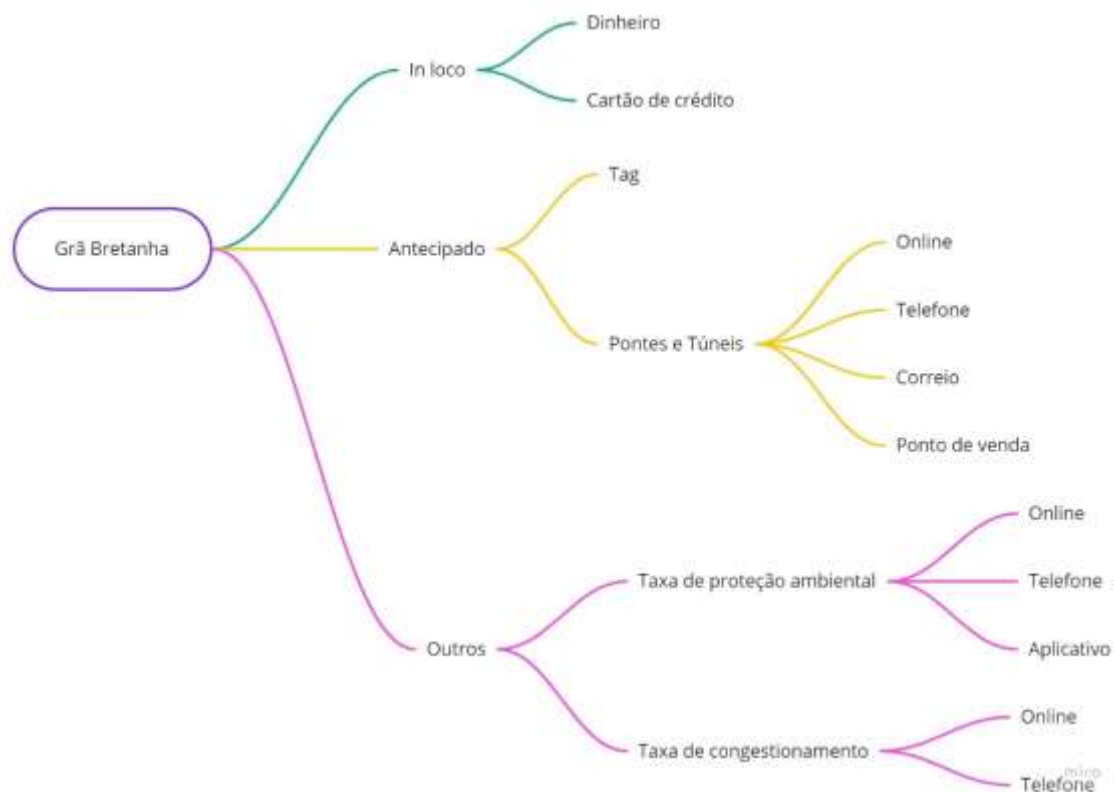 Grã Bretanha
In loco
Dinheiro
Cartão de crédito
Antecipado
Tag
Pontes e Túneis
Online
Telefone
Correio
Ponto de venda
Outros
Taxa de proteção ambiental
Online
Telefone
Aplicativo
Taxa de congestionamento
Online
Telefone
miro